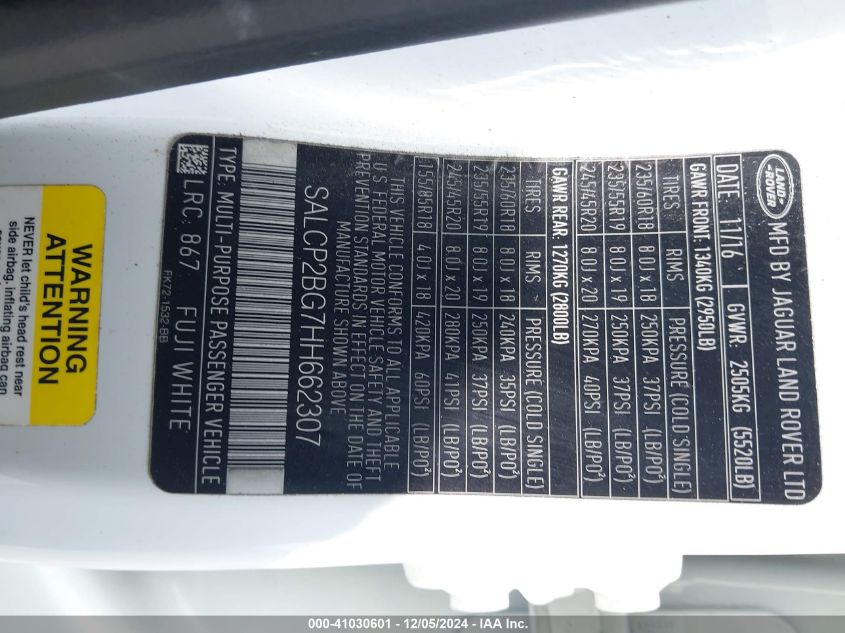 LAND
ROVER
MFD BY JAGUAR LAND ROVER LTD
DATE: 11/16 GVWR: 2505KG (5520LB)
GAWR FRONT: 1340KG (2950LB)
TIRES RIMS PRESSURE (COLD SINGLE)
235/60R18 8.0J x 18 250KPA 37PSI (LB/PO²)
235/55R19 8.0J x 19 250KPA 37PSI (LB/PO²)
245/45R20 8.0J x 20 270KPA 40PSI (LB/PO²)
GAWR REAR: 1270KG (2800LB)
TIRES RIMS PRESSURE (COLD SINGLE)
235/60R18 8.0J x 18 240KPA 35PSI (LB/PO²)
235/55R19 8.0J x 19 250KPA 37PSI (LB/PO²)
245/45R20 8.0J x 20 280KPA 41PSI (LB/PO²)
T155/85R18 4.0J x 18 420KPA 60PSI (LB/PO²)
THIS VEHICLE CONFORMS TO ALL APPLICABLE
U.S. FEDERAL MOTOR VEHICLE SAFETY AND THEFT
PREVENTION STANDARDS IN EFFECT ON THE DATE OF
MANUFACTURE SHOWN ABOVE.
SALCP2BG7HH662307
TYPE: MULTI-PURPOSE PASSENGER VEHICLE
LRC: 867 FUJI WHITE
FK72-1532-BB
WARNING
ATTENTION
NEVER let child's head rest near
side airbag, inflating airbag can
000-41030601 - 12/05/2024 - IAA Inc.